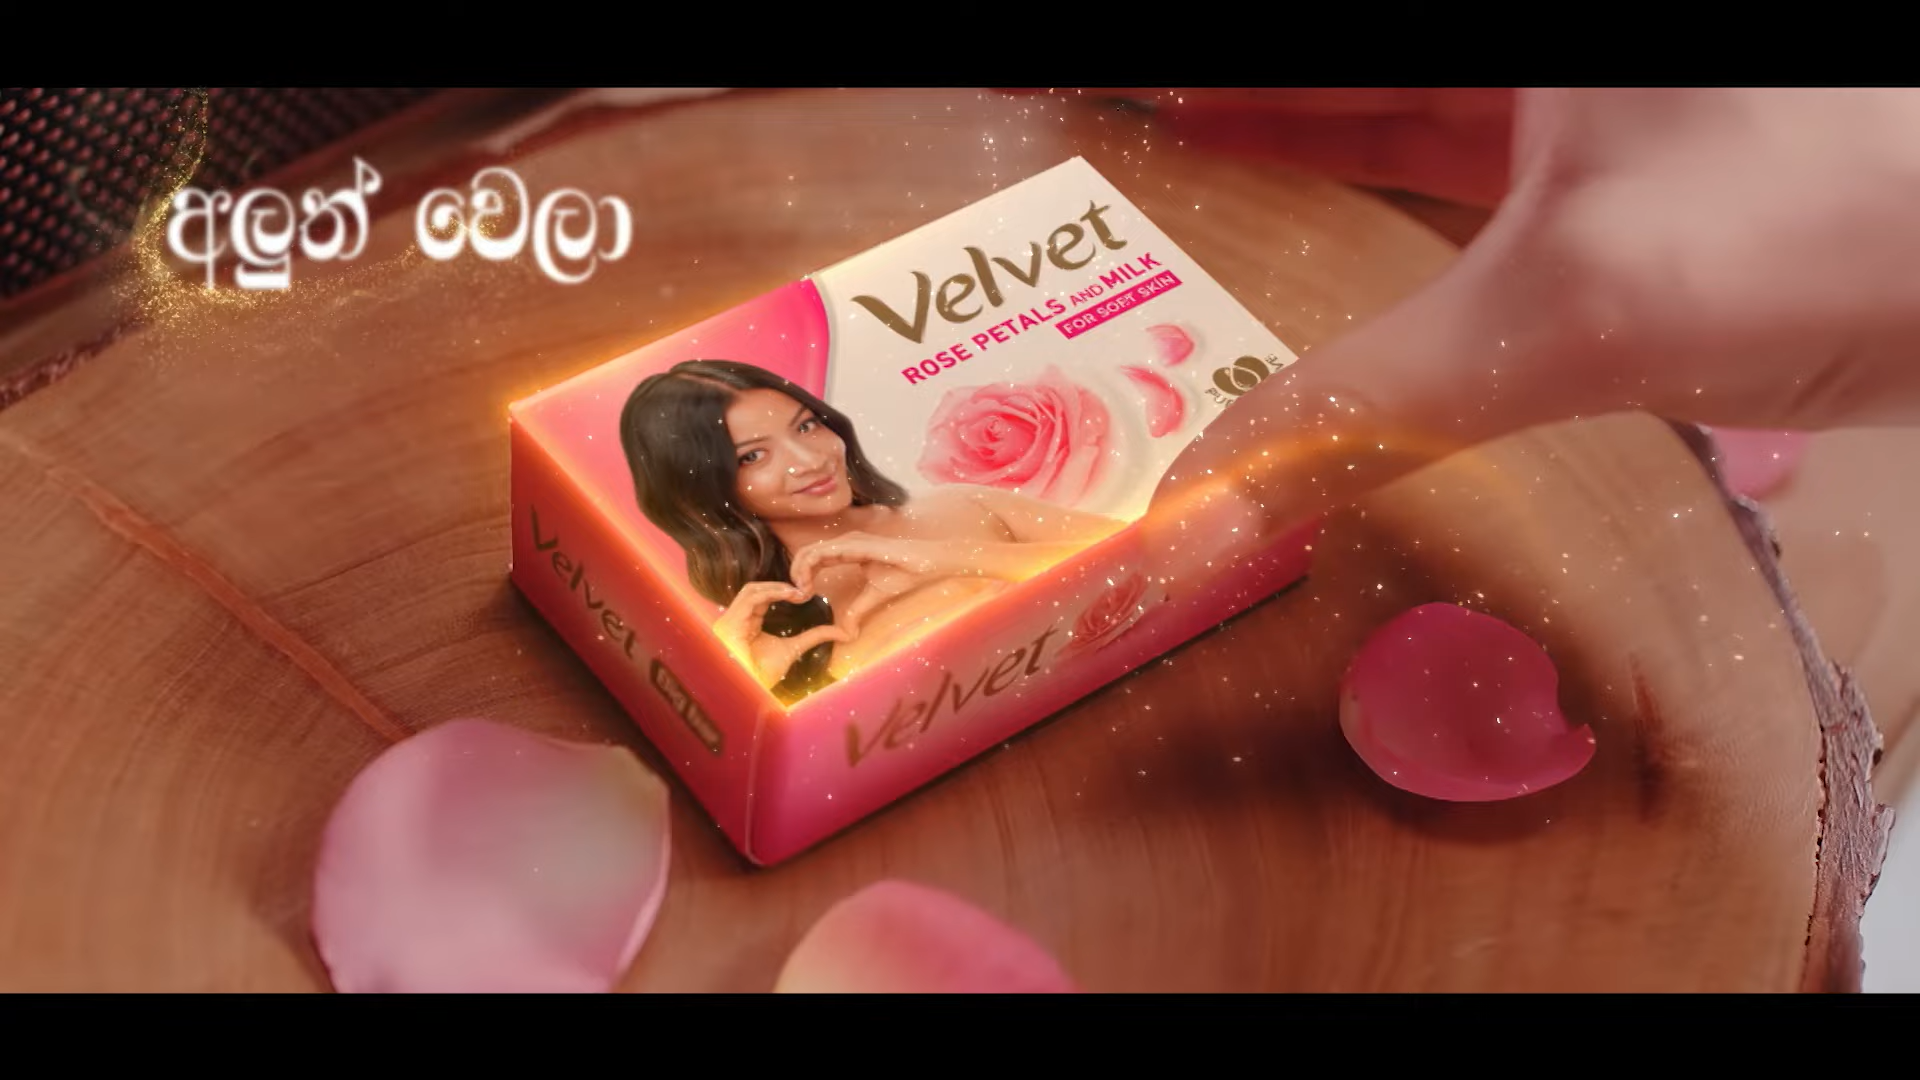 අලුත් වෙලා
Velvet
ROSE PETALS AND MILK
FOR SOFT SKIN
Velvet
Velvet